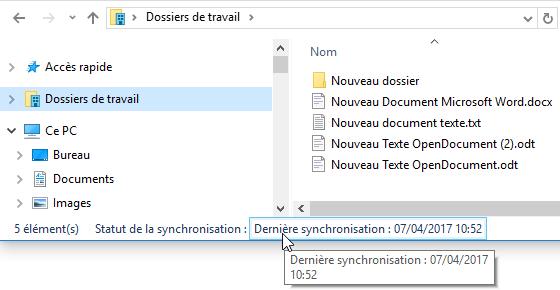 Dossiers de travail
Nom
Accès rapide
Dossiers de travail
Ce PC
Bureau
Documents
Images
Nouveau dossier
Nouveau Document Microsoft Word.docx
Nouveau document texte.txt
Nouveau Texte OpenDocument (2).odt
Nouveau Texte OpenDocument.odt
5 élément(s) Statut de la synchronisation : Dernière synchronisation : 07/04/2017 10:52
Dernière synchronisation : 07/04/2017
10:52